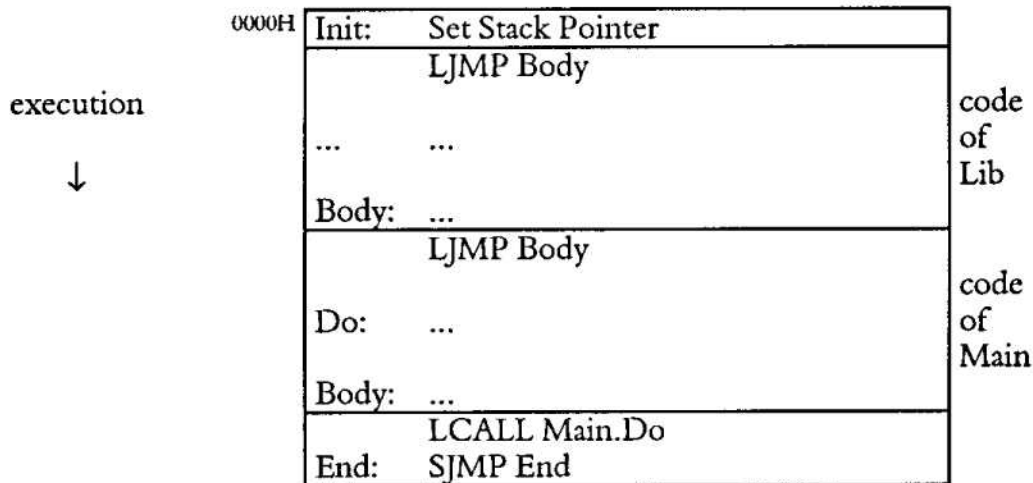 0000H Init: Set Stack Pointer
LJMP Body
execution code
... ... of
↓ Lib
Body: ...
LJMP Body
code
Do: ... of
Main
Body: ...
LCALL Main.Do
End: SJMP End